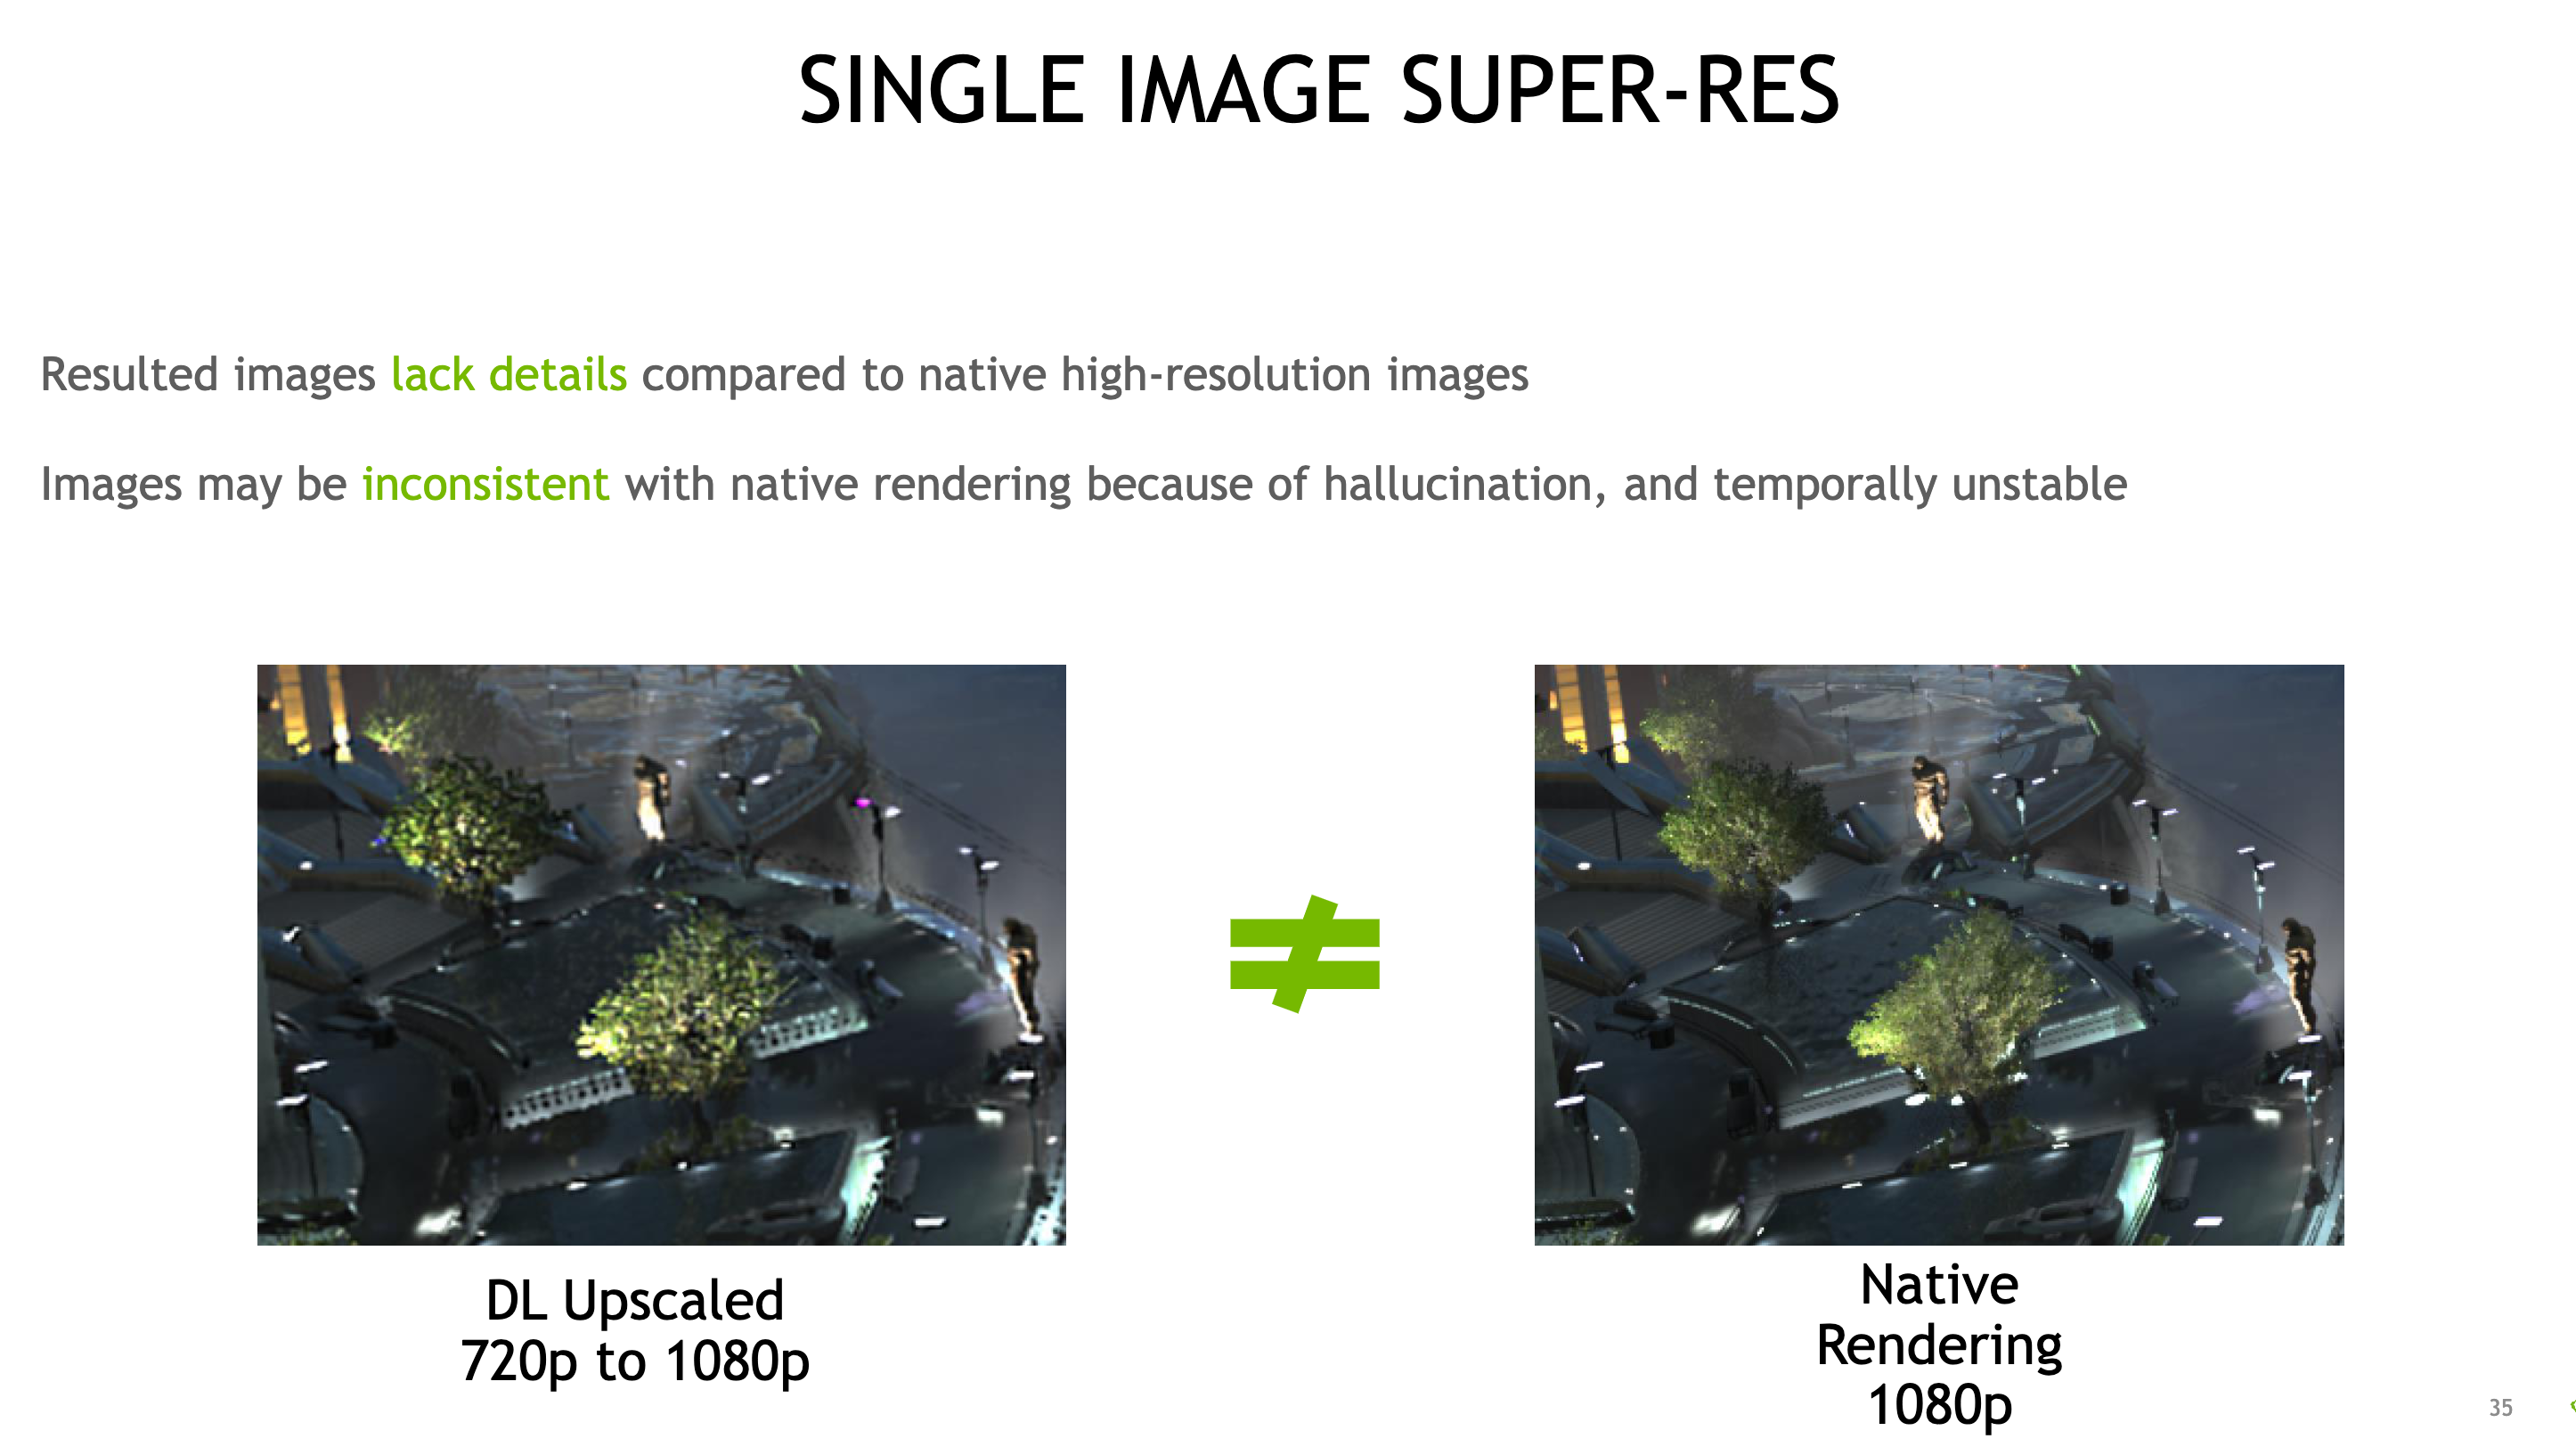 SINGLE IMAGE SUPER-RES
Resulted images lack details compared to native high-resolution images
Images may be inconsistent with native rendering because of hallucination, and temporally unstable
≠
DL Upscaled
720p to 1080p
Native
Rendering
1080p
35